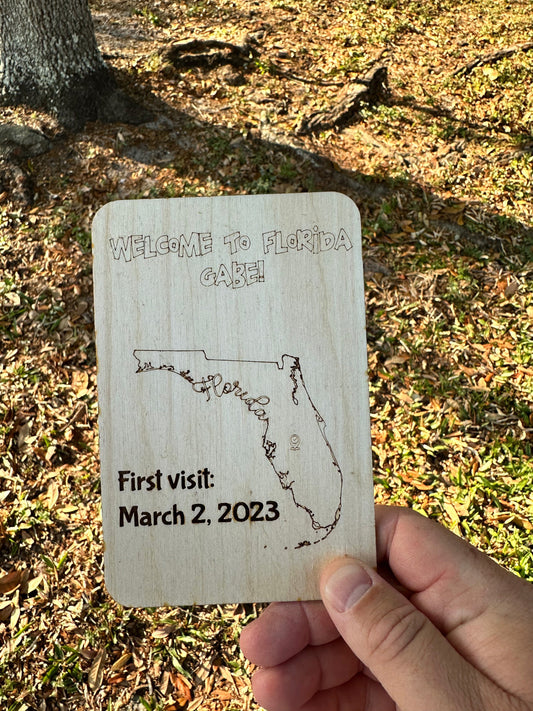 WELCOME TO FLORiDA
GABE!
Florida
First visit:
March 2, 2023